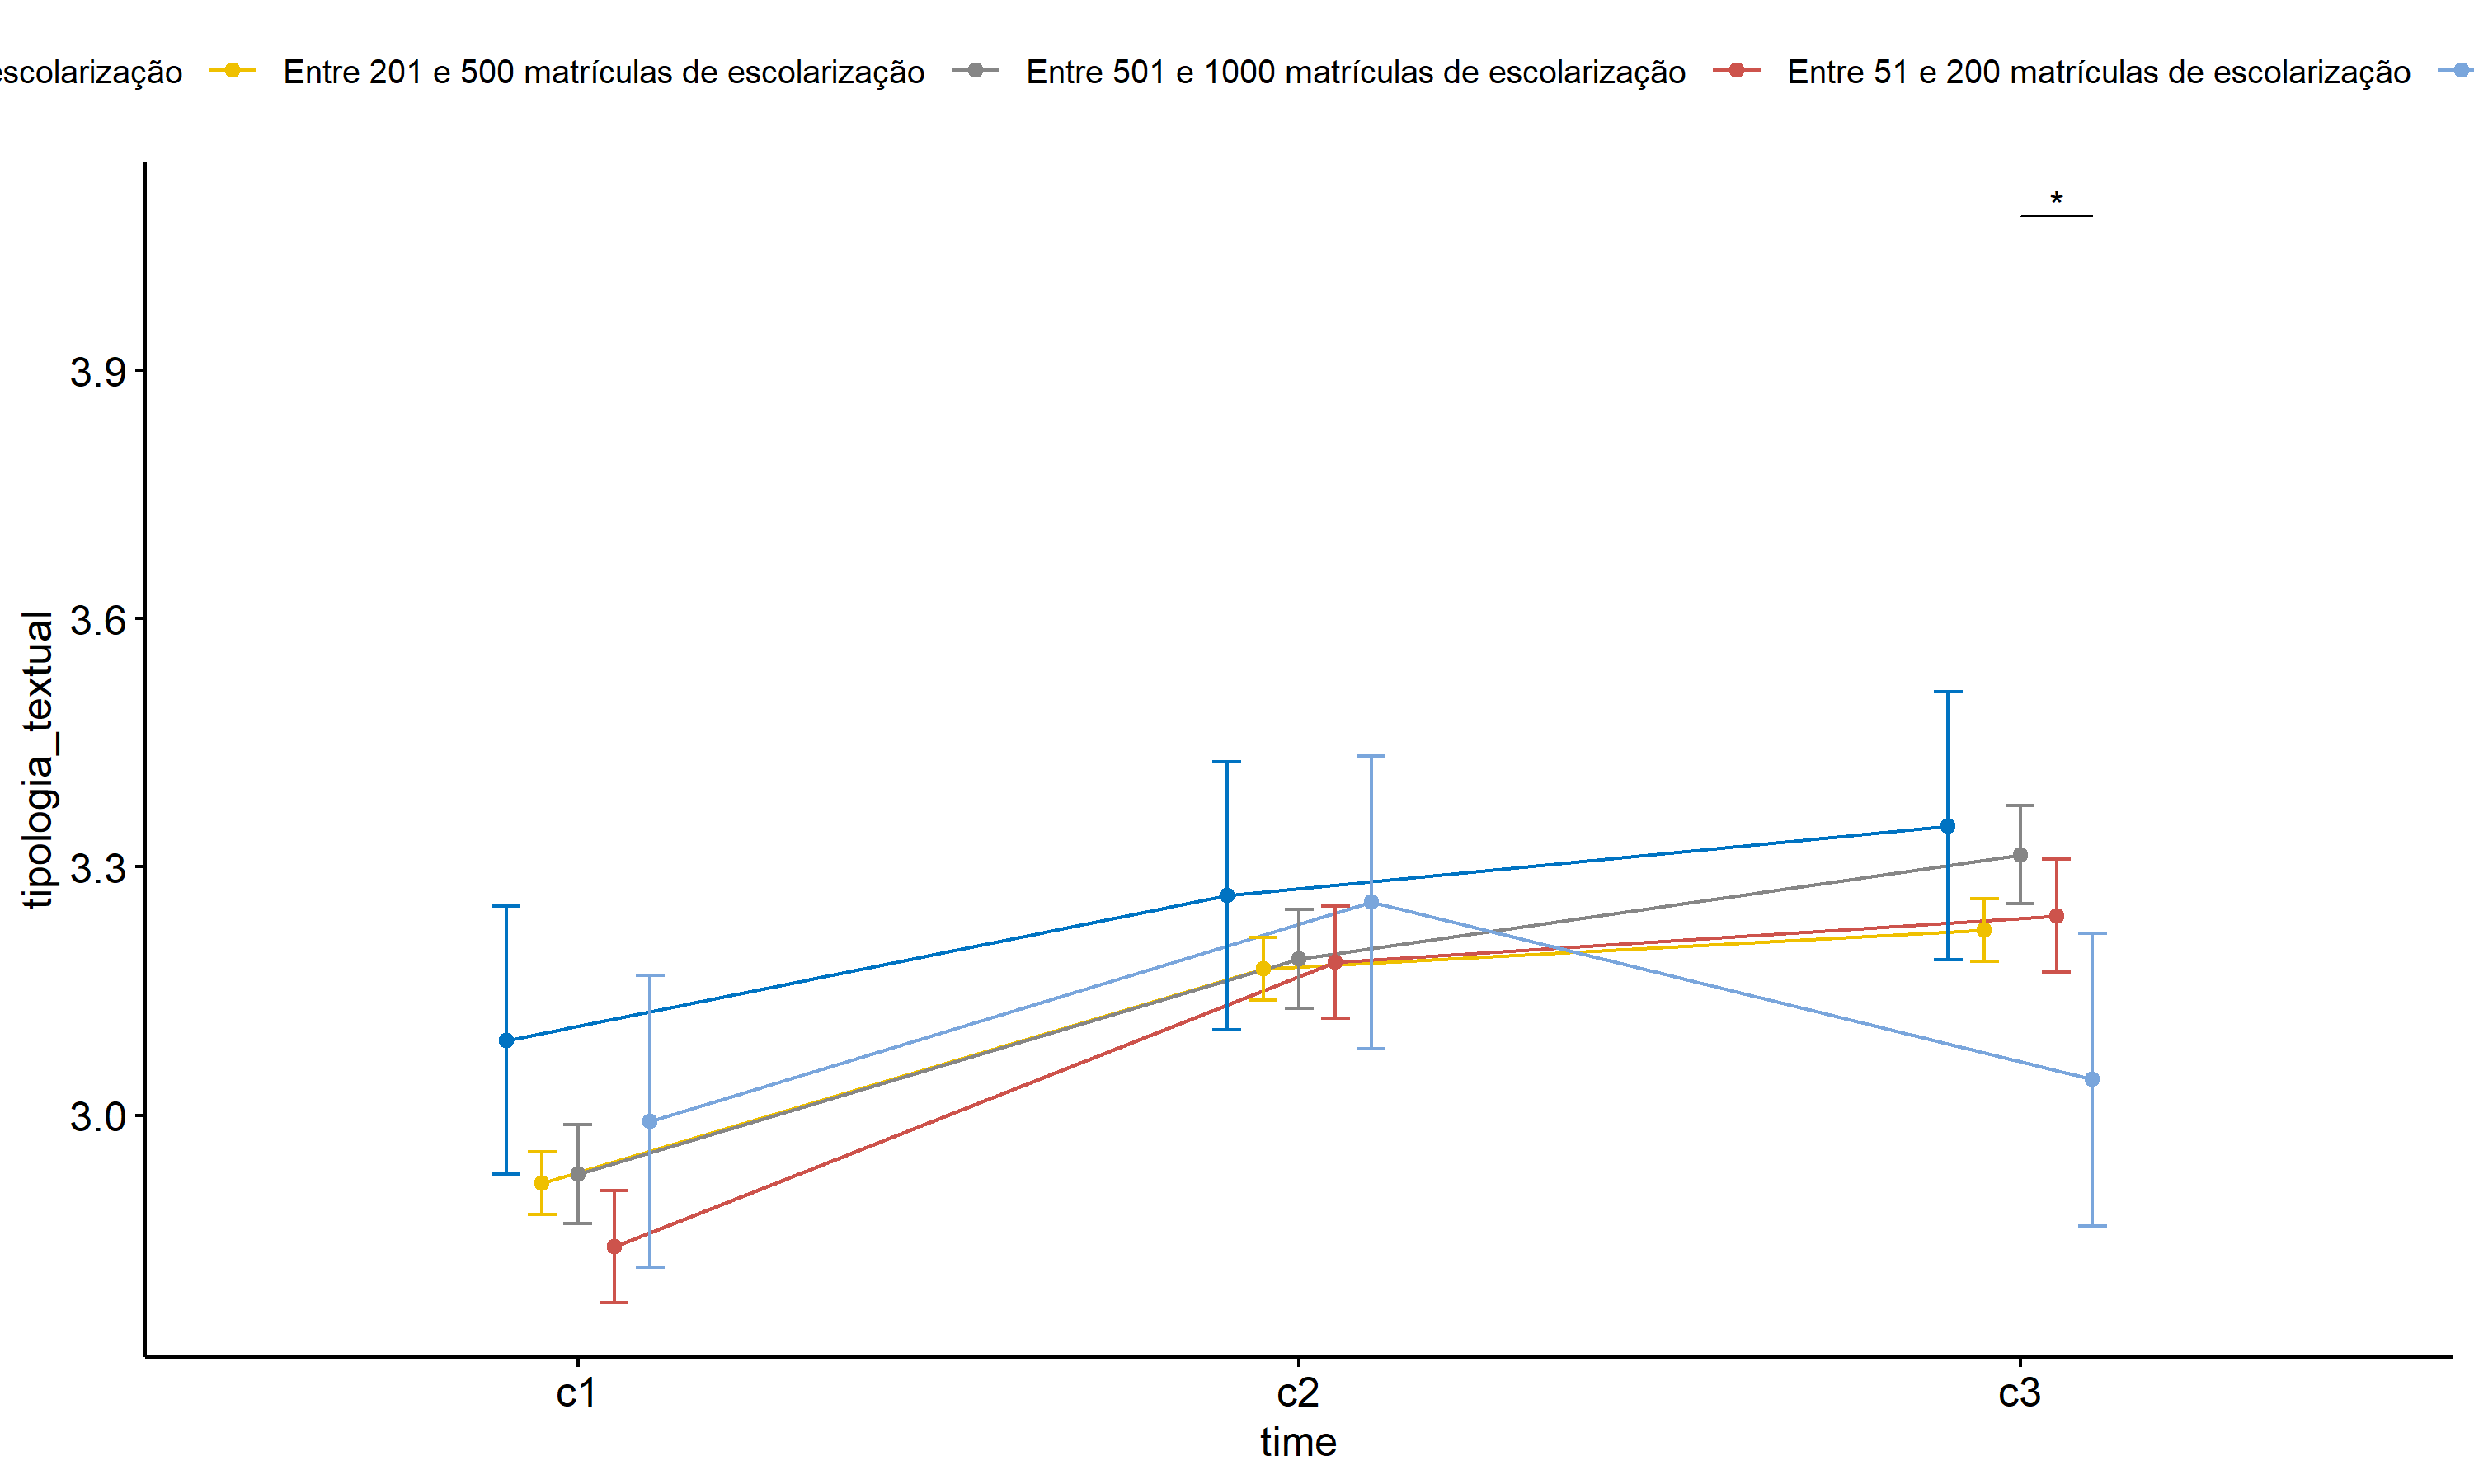 escolarização Entre 201 e 500 matrículas de escolarização Entre 501 e 1000 matrículas de escolarização Entre 51 e 200 matrículas de escolarização
*
3.9
3.6
3.3
3.0
tipologia_textual
c1 c2 c3
time